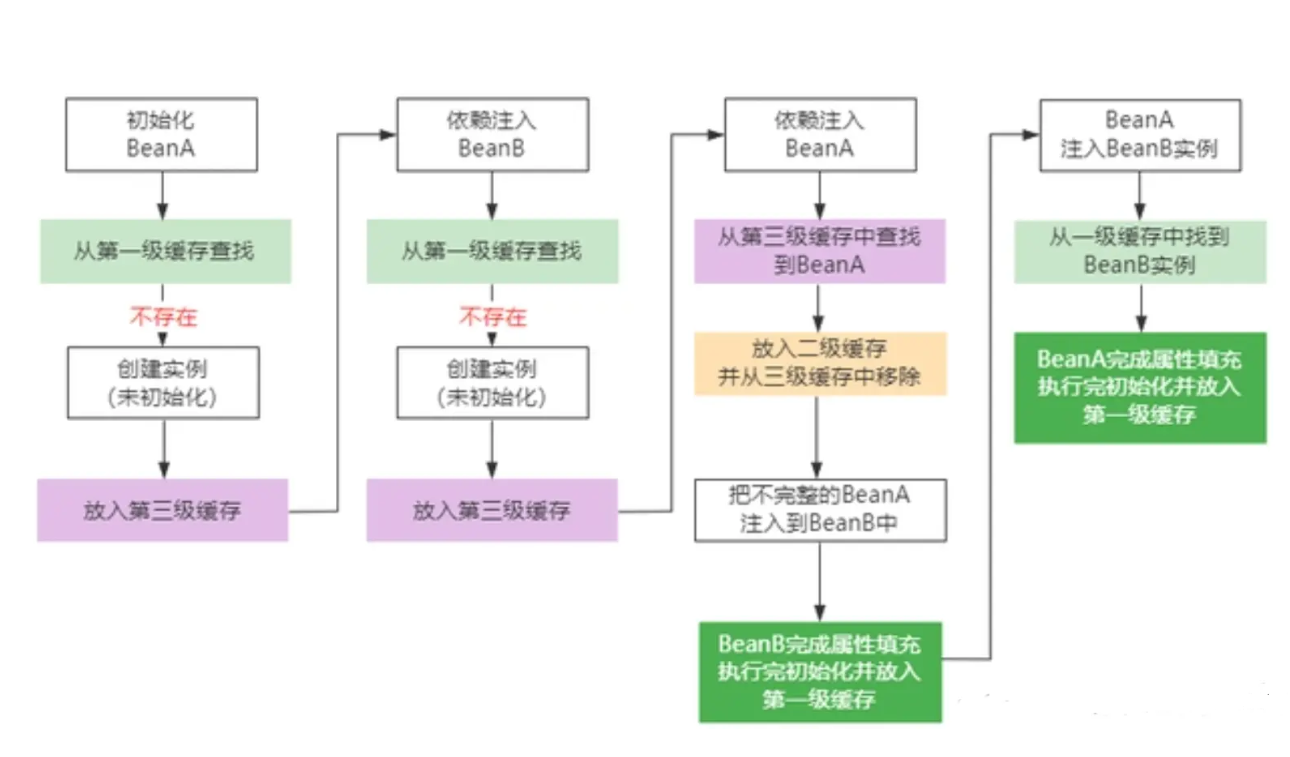 初始化
BeanA
从第一级缓存查找
不存在
创建实例
（未初始化）
放入第三级缓存
依赖注入
BeanB
从第一级缓存查找
不存在
创建实例
（未初始化）
放入第三级缓存
依赖注入
BeanA
从第三级缓存中查找
到BeanA
放入二级缓存
并从三级缓存中移除
把不完整的BeanA
注入到BeanB中
BeanB完成属性填充
执行完初始化并放入
第一级缓存
BeanA
注入BeanB实例
从一级缓存中找到
BeanB实例
BeanA完成属性填充
执行完初始化并放入
第一级缓存